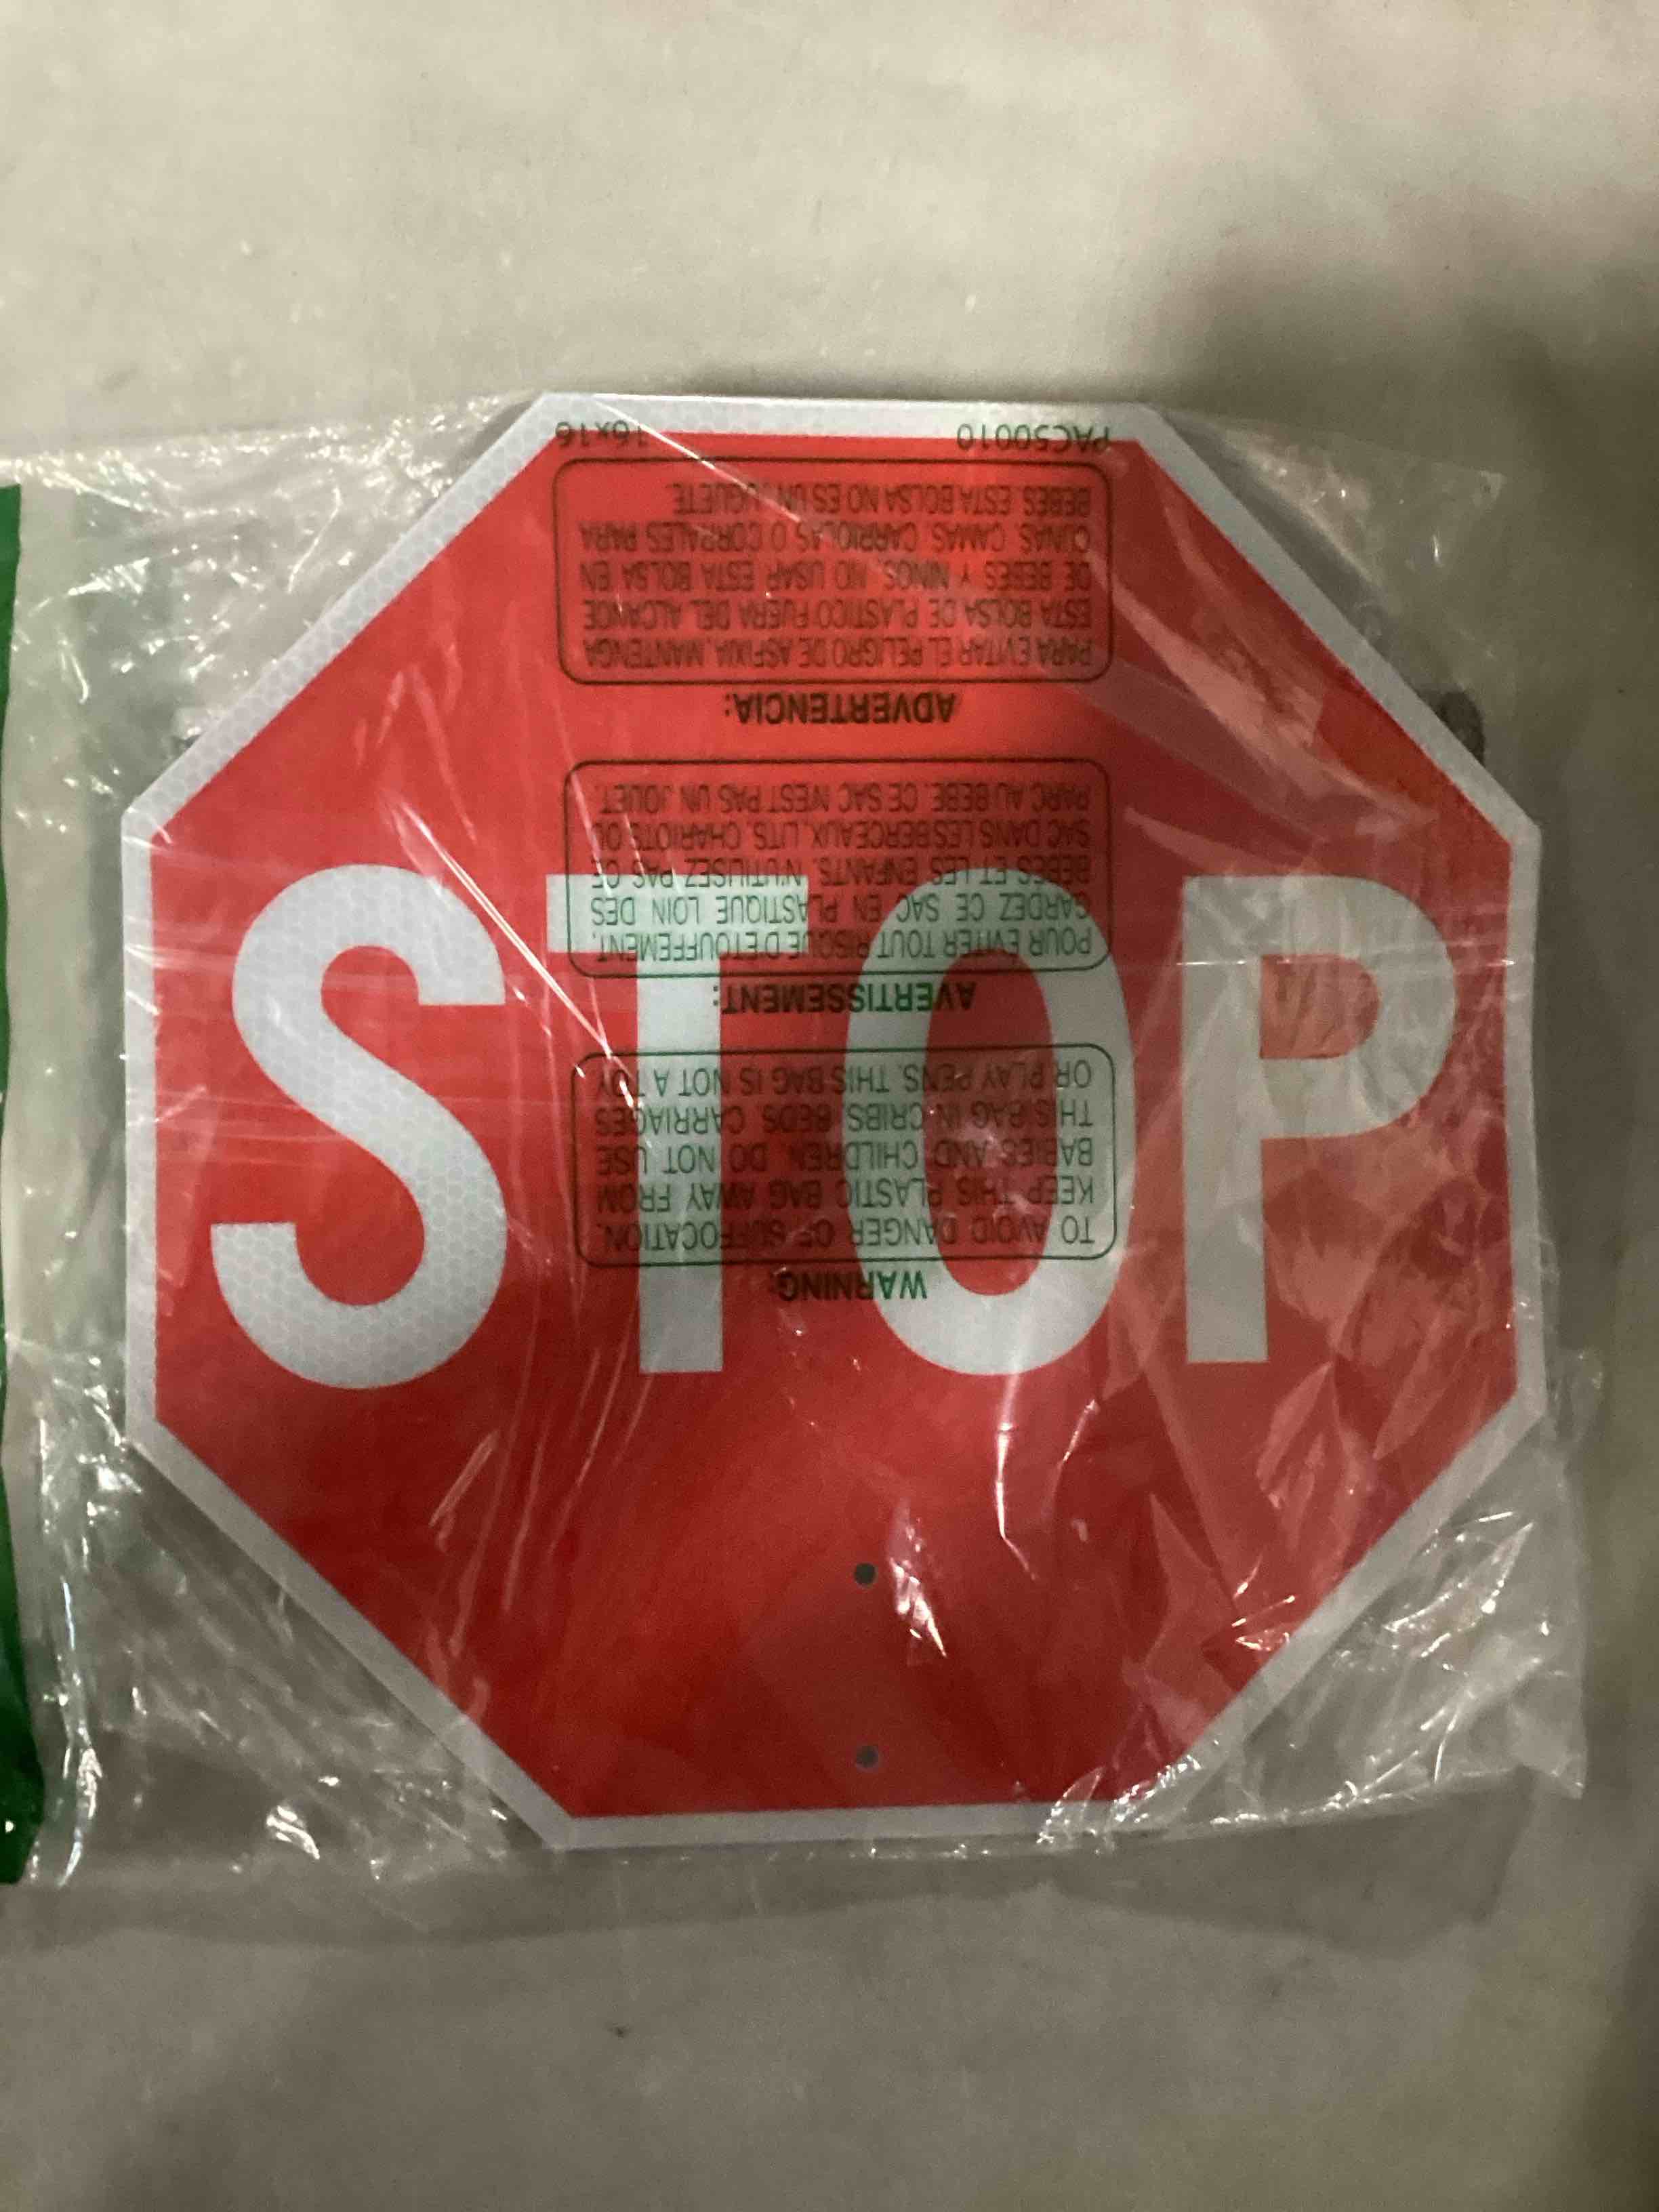 STOP
WARNING:
TO AVOID DANGER OF SUFFOCATION,
KEEP THIS PLASTIC BAG AWAY FROM
BABIES AND CHILDREN. DO NOT USE
THIS BAG IN CRIBS, BEDS, CARRIAGES
OR PLAY PENS. THIS BAG IS NOT A TOY
AVERTISSEMENT:
POUR EVITER TOUT RISQUE D'ETOUFFEMENT,
GARDEZ CE SAC EN PLASTIQUE LOIN DES
BEBES ET LES ENFANTS. N'UTILISEZ PAS CE
SAC DANS LES BERCEAUX, LITS, CHARIOTS OU
PARC AU BEBE. CE SAC N'EST PAS UN JOUET.
ADVERTENCIA:
PARA EVITAR EL PELIGRO DE ASFIXIA, MANTENGA
ESTA BOLSA DE PLASTICO FUERA DEL ALCANCE
DE BEBES Y NINOS. NO USAR ESTA BOLSA EN
CUNAS, CAMAS, CARRIOLAS O CORRALES PARA
BEBES. ESTA BOLSA NO ES UN JUGUETE.
PAC50010 16x16